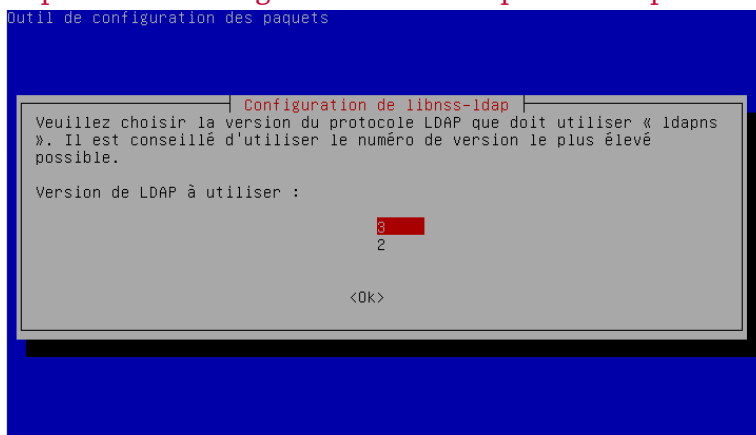 Outil de configuration des paquets
Configuration de libnss-ldap
Veuillez choisir la version du protocole LDAP que doit utiliser « ldapns
». Il est conseillé d'utiliser le numéro de version le plus élevé
possible.
Version de LDAP à utiliser :
3
2
<Ok>